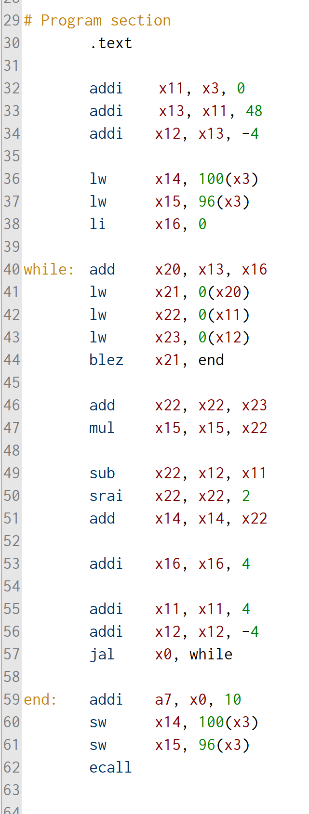 29 # Program section
30 .text
31
32 addi x11, x3, 0
33 addi x13, x11, 48
34 addi x12, x13, -4
35
36 lw x14, 100(x3)
37 lw x15, 96(x3)
38 li x16, 0
39
40 while: add x20, x13, x16
41 lw x21, 0(x20)
42 lw x22, 0(x11)
43 lw x23, 0(x12)
44 blez x21, end
45
46 add x22, x22, x23
47 mul x15, x15, x22
48
49 sub x22, x12, x11
50 srai x22, x22, 2
51 add x14, x14, x22
52
53 addi x16, x16, 4
54
55 addi x11, x11, 4
56 addi x12, x12, -4
57 jal x0, while
58
59 end: addi a7, x0, 10
60 sw x14, 100(x3)
61 sw x15, 96(x3)
62 ecall
63